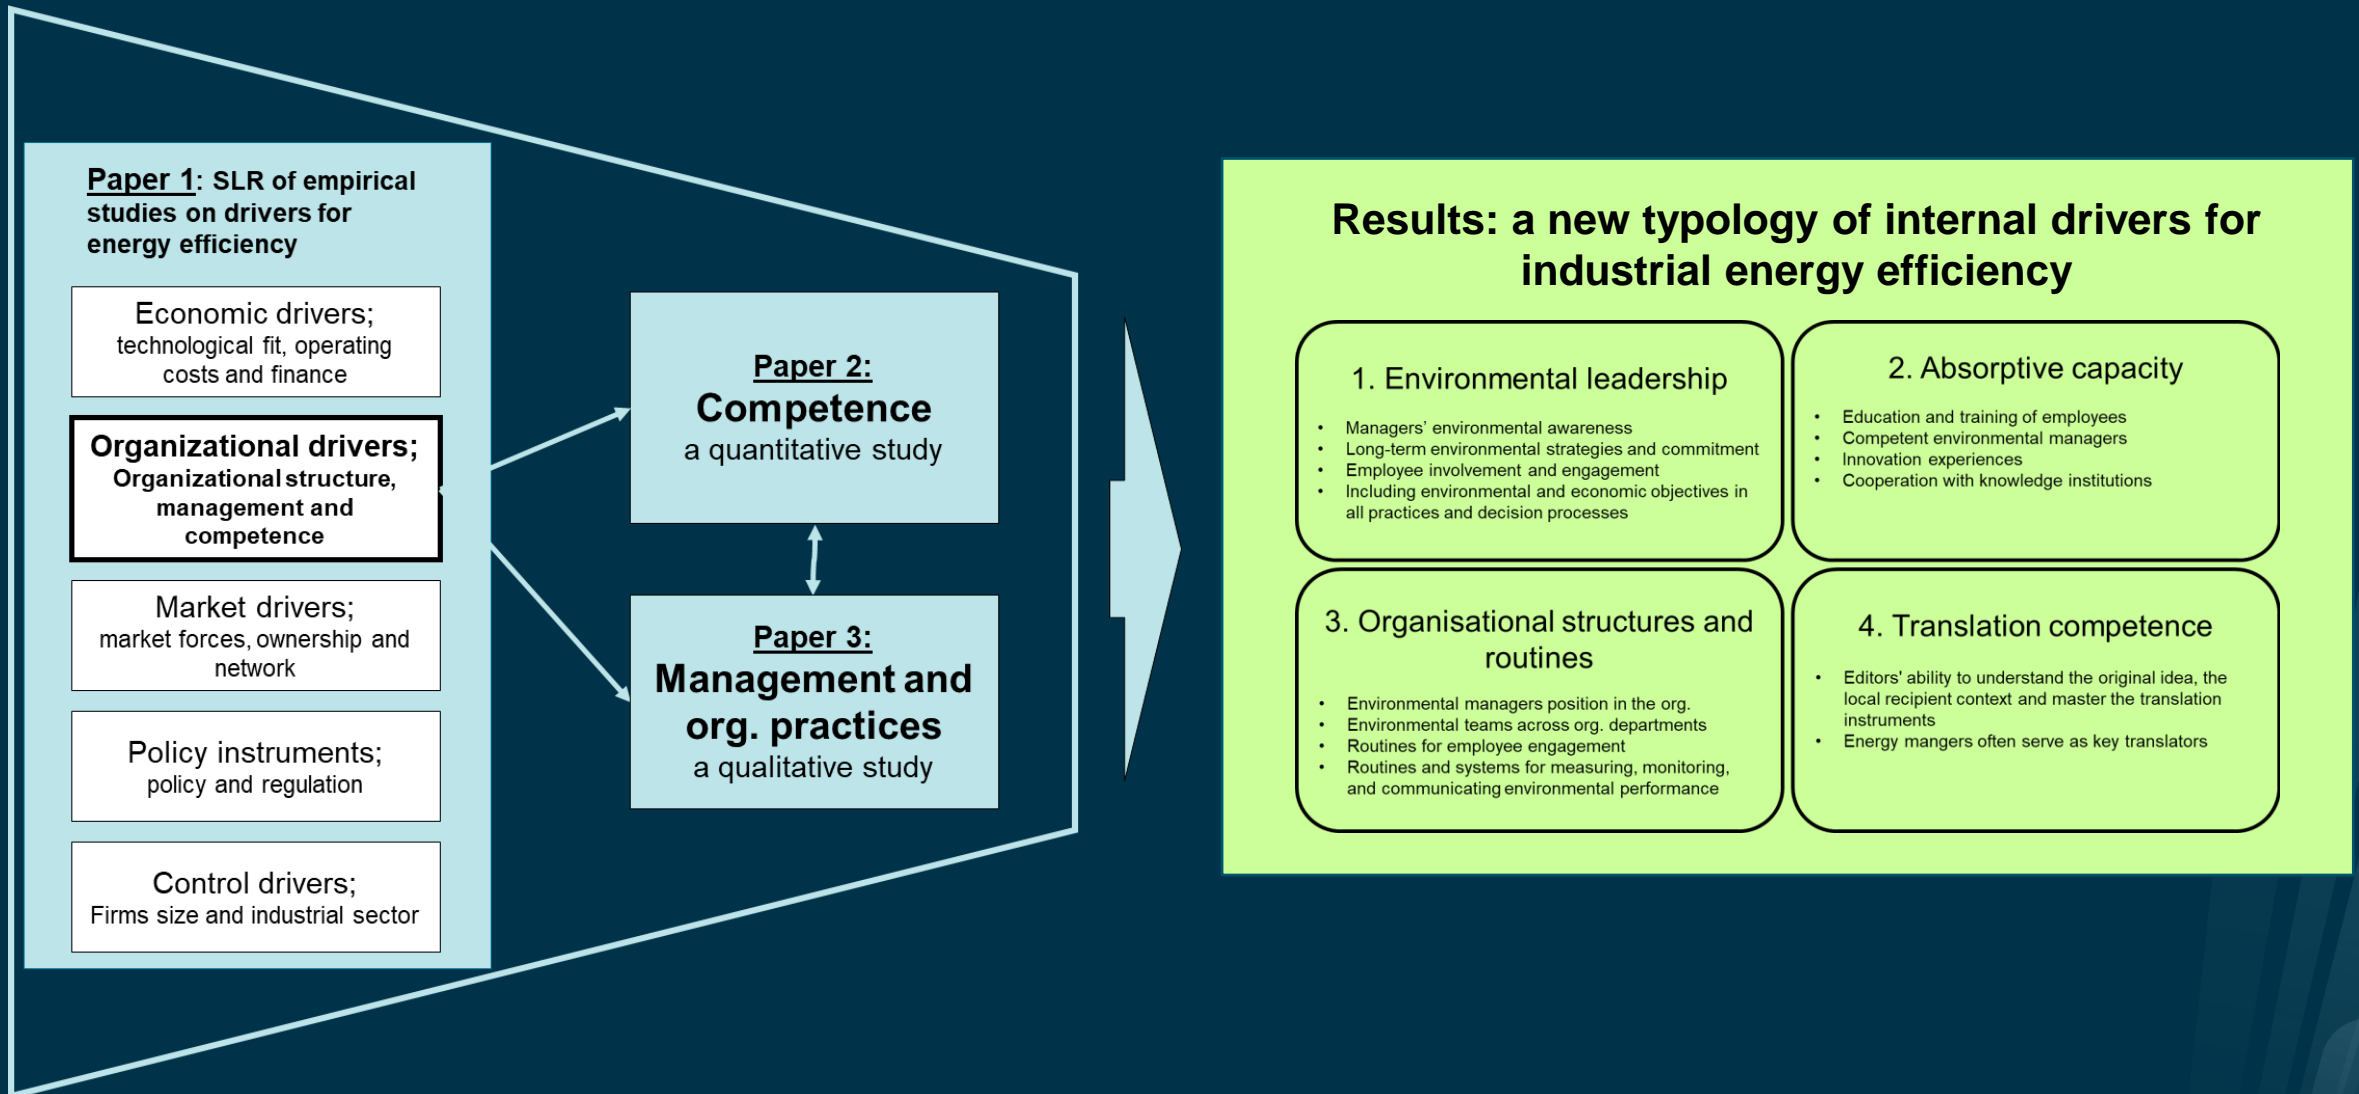 Paper 1: SLR of empirical
studies on drivers for
energy efficiency
Economic drivers;
technological fit, operating
costs and finance
Organizational drivers;
Organizational structure,
management and
competence
Market drivers;
market forces, ownership and
network
Policy instruments;
policy and regulation
Control drivers;
Firms size and industrial sector
Paper 2:
Competence
a quantitative study
Paper 3:
Management and
org. practices
a qualitative study
Results: a new typology of internal drivers for
industrial energy efficiency
1. Environmental leadership
• Managers' environmental awareness
• Long-term environmental strategies and commitment
• Employee involvement and engagement
• Including environmental and economic objectives in
all practices and decision processes
2. Absorptive capacity
• Education and training of employees
• Competent environmental managers
• Innovation experiences
• Cooperation with knowledge institutions
3. Organisational structures and
routines
• Environmental managers position in the org.
• Environmental teams across org. departments
• Routines for employee engagement
• Routines and systems for measuring, monitoring,
and communicating environmental performance
4. Translation competence
• Editors' ability to understand the original idea, the
local recipient context and master the translation
instruments
• Energy mangers often serve as key translators